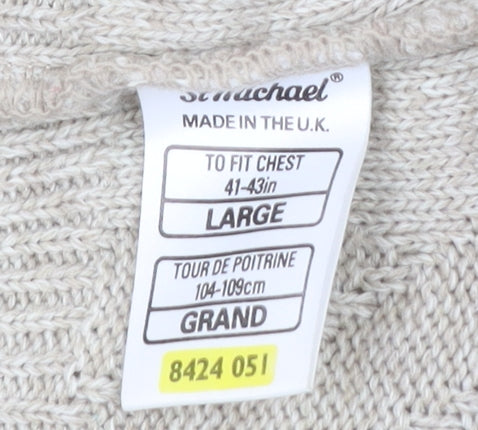 St Michael®
MADE IN THE U.K.
TO FIT CHEST
41-43in
LARGE
TOUR DE POITRINE
104-109cm
GRAND
8424 051